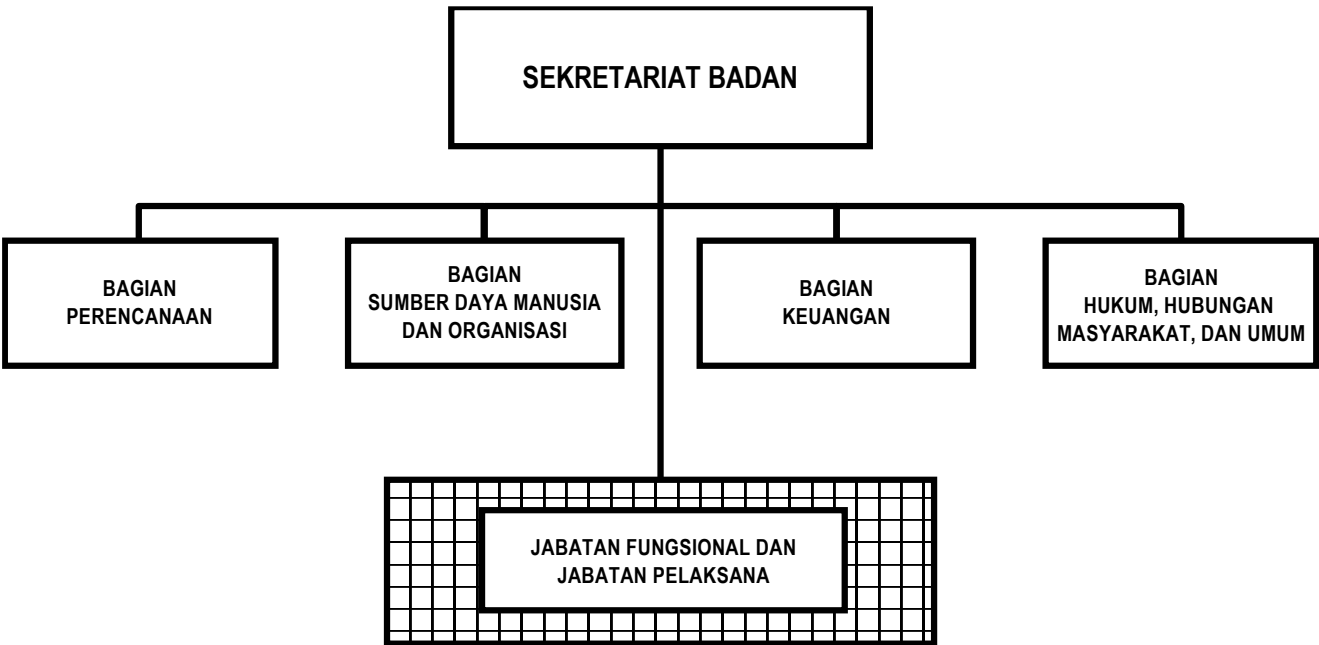 SEKRETARIAT BADAN
BAGIAN
PERENCANAAN
BAGIAN
SUMBER DAYA MANUSIA
DAN ORGANISASI
BAGIAN
KEUANGAN
BAGIAN
HUKUM, HUBUNGAN
MASYARAKAT, DAN UMUM
JABATAN FUNGSIONAL DAN
JABATAN PELAKSANA